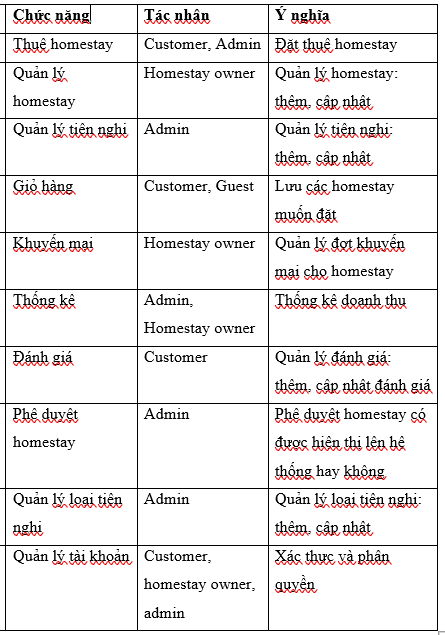 Chức năng Tác nhân Ý nghĩa
Thuê homestay Customer, Admin Đặt thuê homestay
Quản lý Homestay owner Quản lý homestay:
homestay thêm, cập nhật
Quản lý tiện nghi Admin Quản lý tiện nghi:
thêm, cập nhật
Giỏ hàng Customer, Guest Lưu các homestay
muốn đặt
Khuyến mại Homestay owner Quản lý đợt khuyến
mại cho homestay
Thống kê Admin, Thống kê doanh thu
Homestay owner
Đánh giá Customer Quản lý đánh giá:
thêm, cập nhật đánh giá
Phê duyệt Admin Phê duyệt homestay có
homestay được hiện thị lên hệ
thống hay không
Quản lý loại tiện Admin Quản lý loại tiện nghi:
nghi thêm, cập nhật
Quản lý tài khoản Customer, Xác thực và phân
homestay owner, quyền
admin